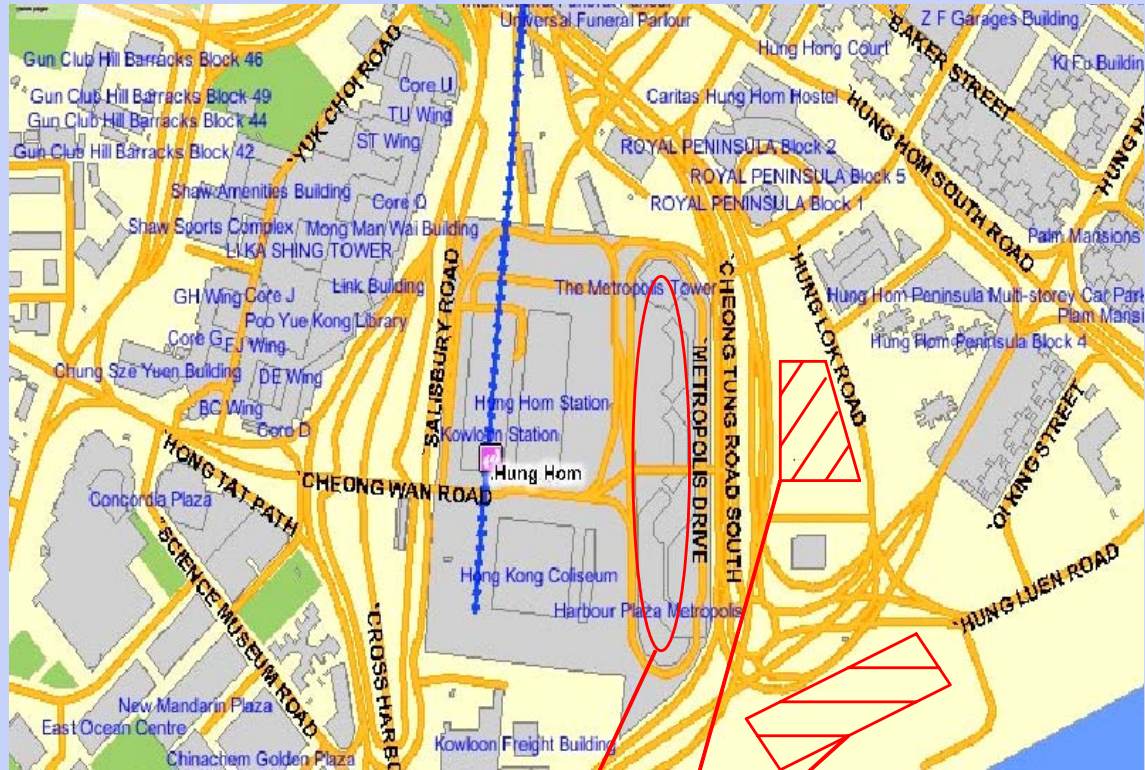 Universal Funeral Parlour
Z F Garages Building
Gun Club Hill Barracks Block 46
YUK CHOI ROAD
Hung Hong Court
BAKER STREET
Core U
Gun Club Hill Barracks Block 49
Caritas Hung Hom Hostel
TU Wing
Gun Club Hill Barracks Block 44
ST Wing
HUNG HOM SOUTH ROAD
Gun Club Hill Barracks Block 42
ROYAL PENINSULA Block 2
ROYAL PENINSULA Block 5
Shaw Amenities Building
Core Q
ROYAL PENINSULA Block 1
HUNG
Shaw Sports Complex
Mong Man Wai Building
Palm Mansions
LI KA SHING TOWER
Link Building
The Metropolis Tower
HUNG LOK ROAD
GH Wing
Core J
Hung Hom Peninsula Multi-storey Car Park
Plam Mansi
Poo Yue Kong Library
SALISBURY ROAD
Core G
EJ Wing
Hung Hom Peninsula Block 4
Chung Sze Yuen Building
DE Wing
METROPOLIS DRIVE
CHEONG TUNG ROAD SOUTH
BC Wing
Hung Hom Station
Core D
Kowloon Station
Hung Hom
HONG TAT PATH
CHEONG WAN ROAD
Concordia Plaza
OI KING STREET
SCIENCE MUSEUM ROAD
Hong Kong Coliseum
Harbour Plaza Metropolis
HUNG LUEN ROAD
CROSS HARBO
New Mandarin Plaza
East Ocean Centre
Kowloon Freight Building
Chinachem Golden Plaza